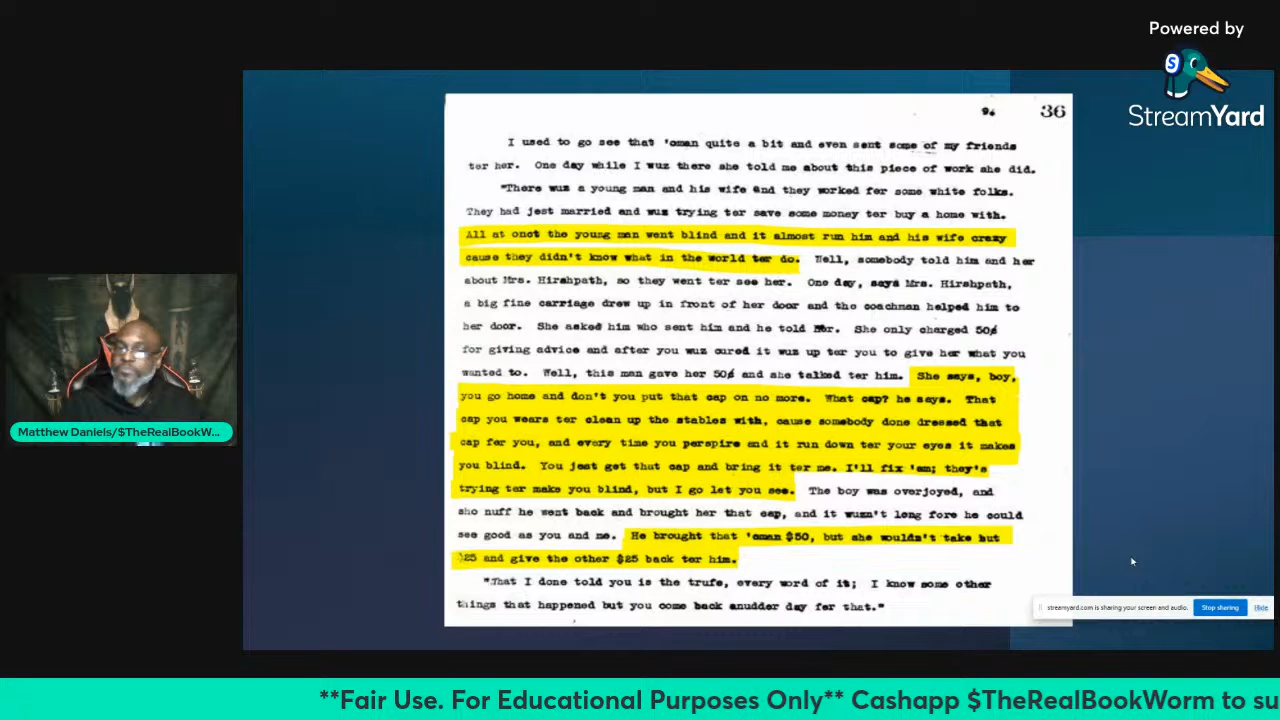 Powered by
StreamYard
9. 36
I used to go see that 'oman quite a bit and even sent some of my friends
ter her. One day while I wuz there she told me about this piece of work she did.
"There wuz a young man and his wife and they worked fer some white folks.
They had jest married and wuz trying ter save some money ter buy a home with.
All at onct the young man went blind and it almost run him and his wife crazy
cause they didn't know what in the world ter do. Well, somebody told him and her
about Mrs. Hirshpath, so they went ter see her. One day, says Mrs. Hirshpath,
a big fine carriage drew up in front of her door and the coachman helped him to
her door. She asked him who sent him and he told her. She only charged 50¢
for giving advice and after you wuz cured it wuz up ter you to give her what you
wanted to. Well, this man gave her 50¢ and she talked ter him. She says, boy,
you go home and don't you put that cap on no more. What cap? he says. That
cap you wears ter clean up the stables with, cause somebody done dressed that
cap fer you, and every time you perspire and it run down ter your eyes it makes
you blind. You jest get that cap and bring it ter me. I'll fix 'em; they's
trying ter make you blind, but I go let you see. The boy was overjoyed, and
sho nuff he went back and brought her that cap, and it wuzn't long fore he could
see good as you and me. He brought that 'oman $50, but she wouldn't take but
$25 and give the other $25 back ter him.
"That I done told you is the trufe, every word of it; I know some other
things that happened but you come back anudder day fer that."
Matthew Daniels/$TheRealBookW...
streamyard.com is sharing your screen and audio. Stop sharing Hide
**Fair Use. For Educational Purposes Only** Cashapp $TheRealBookWorm to su